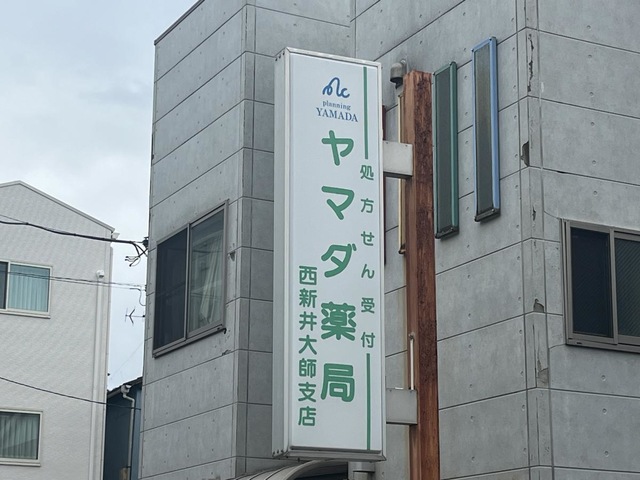 planning
YAMADA
処方せん受付
ヤマダ薬局
西新井大師支店